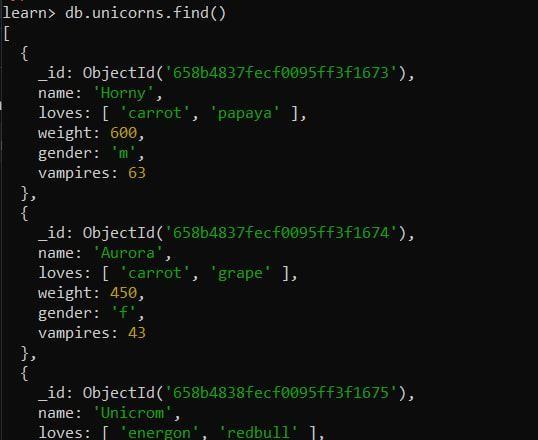 learn> db.unicorns.find()
[
  {
    _id: ObjectId('658b4837fecf0095ff3f1673'),
    name: 'Horny',
    loves: [ 'carrot', 'papaya' ],
    weight: 600,
    gender: 'm',
    vampires: 63
  },
  {
    _id: ObjectId('658b4837fecf0095ff3f1674'),
    name: 'Aurora',
    loves: [ 'carrot', 'grape' ],
    weight: 450,
    gender: 'f',
    vampires: 43
  },
  {
    _id: ObjectId('658b4838fecf0095ff3f1675'),
    name: 'Unicrom',
    loves: [ 'energon', 'redbull' ],